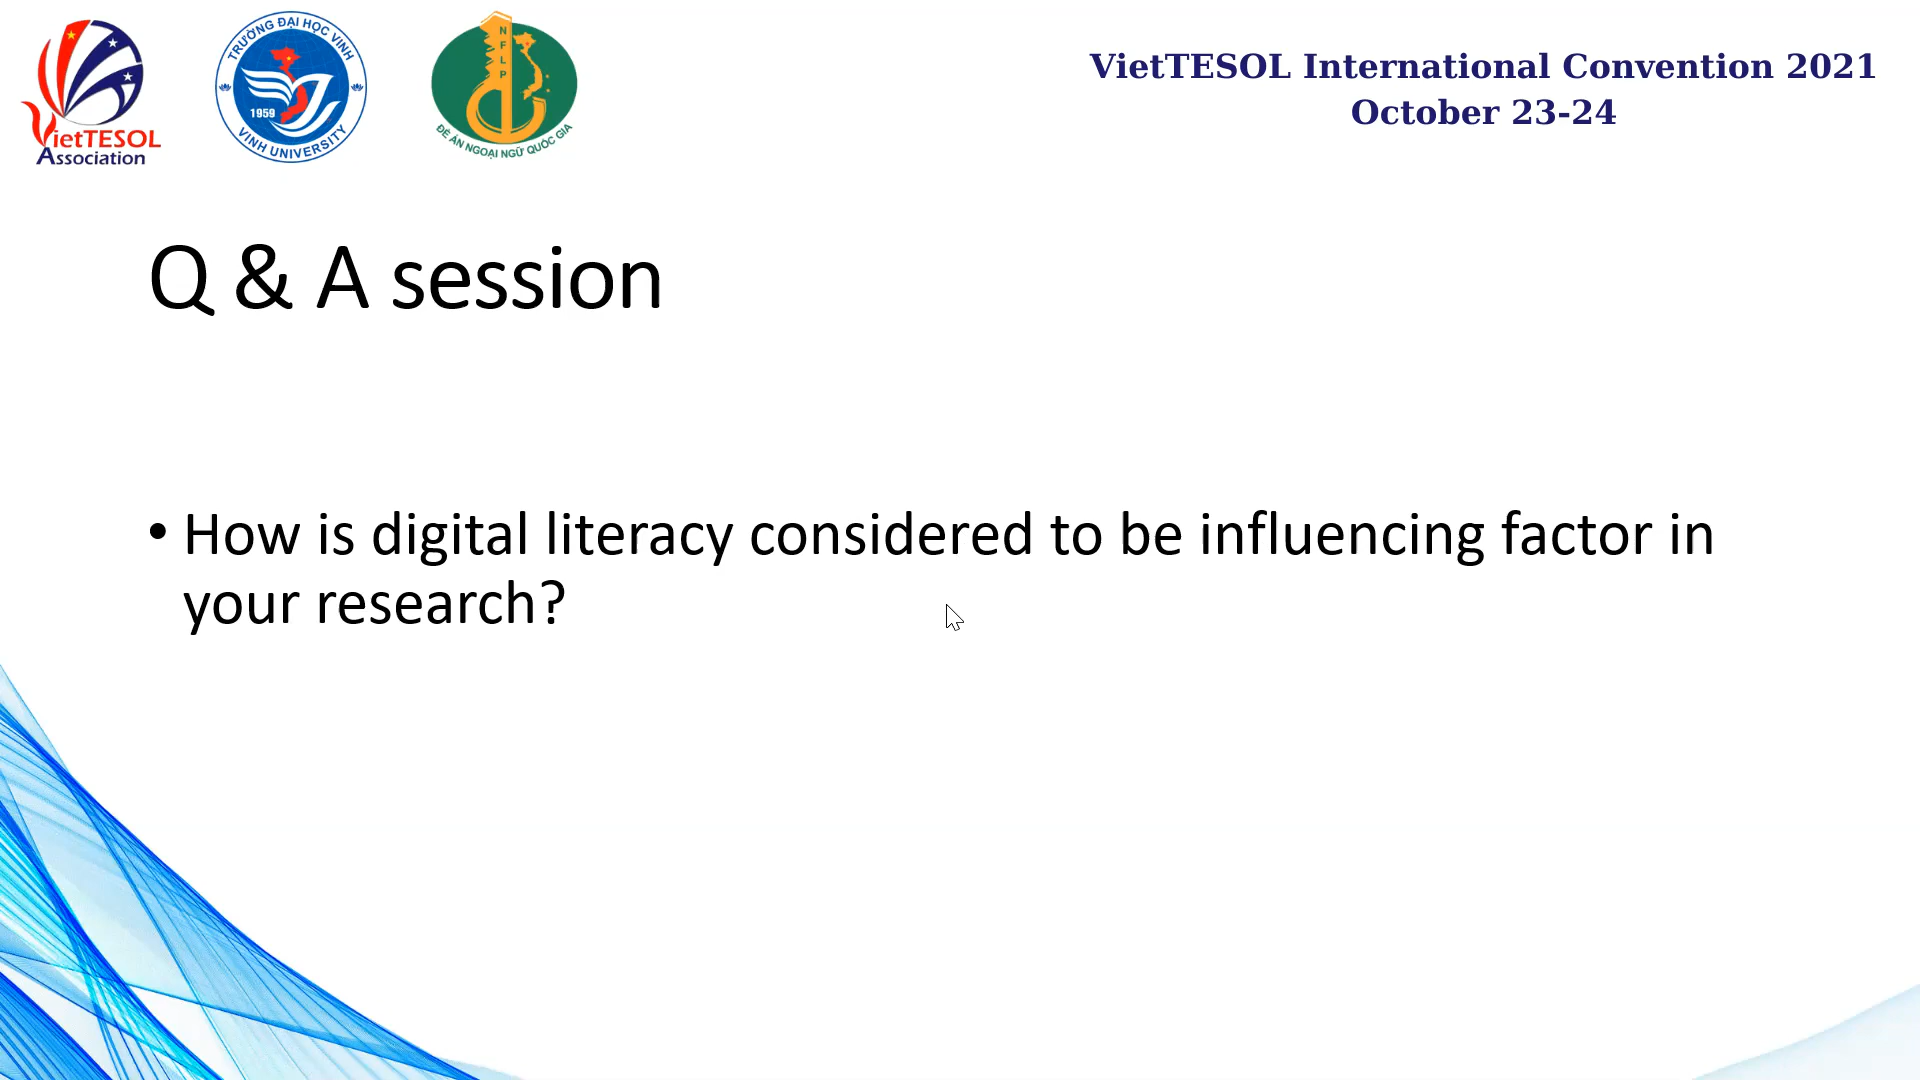 VietTESOL
Association
TRƯỜNG ĐẠI HỌC VINH
1959
VINH UNIVERSITY
NFLP
ĐỀ ÁN NGOẠI NGỮ QUỐC GIA
VietTESOL International Convention 2021
October 23-24
Q & A session
• How is digital literacy considered to be influencing factor in
your research?